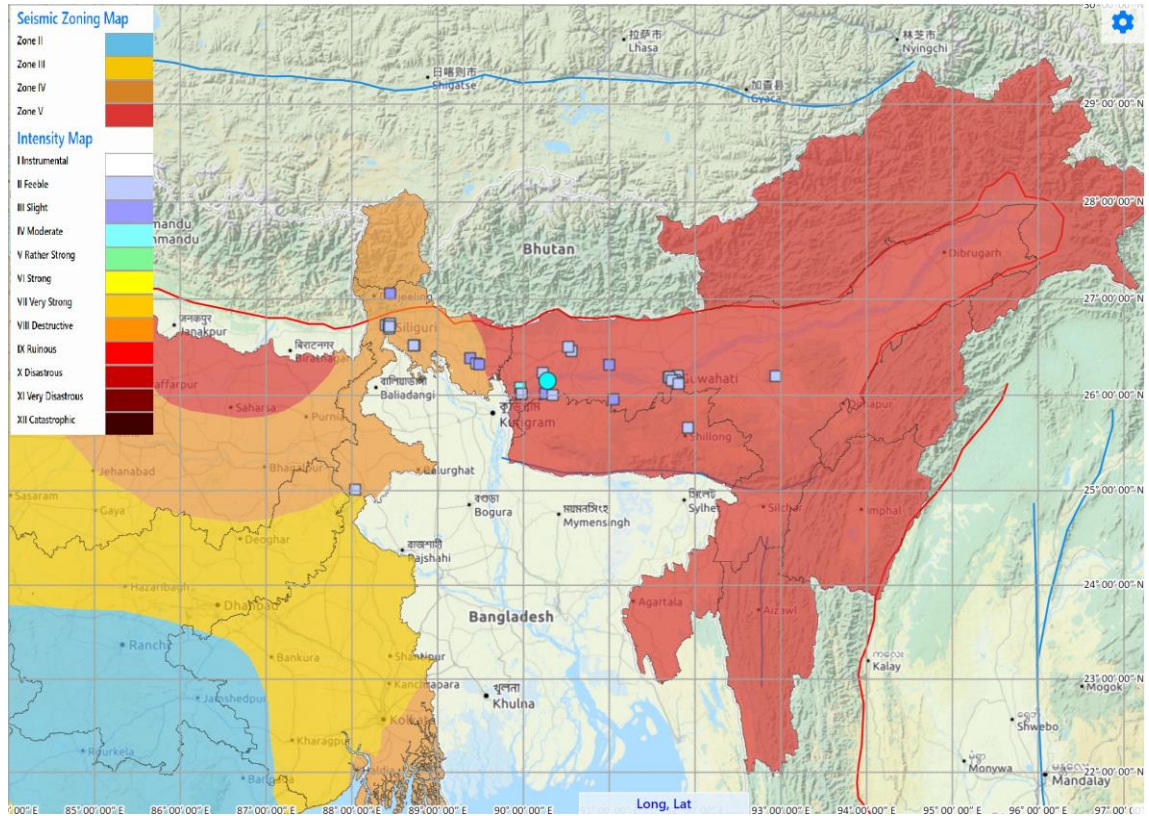 Seismic Zoning Map
Zone II
Zone III
Zone IV
Zone V
Intensity Map
I Instrumental
II Feeble
III Slight
IV Moderate
V Rather Strong
VI Strong
VII Very Strong
VIII Destructive
IX Ruinous
X Disastrous
XI Very Disastrous
XII Catastrophic
拉萨市
Lhasa
林芝市
Nyingchi
日喀则市
Shigatse
加查县
Gyaca
29° 00' 00" N
28° 00' 00" N
Bhutan
Dibrugarh
27° 00' 00" N
जनकपुर
Janakpur
Siliguri
बिराटनगर
Biratnagar
Guwahati
বালিয়াডাঙ্গী
Baliadangi
26° 00' 00" N
Saharsa
Purnia
কুড়িগ্রাম
Kurigram
Shillong
Jehanabad
Bhagalpur
25° 00' 00" N
Sasaram
Gaya
বগুড়া
Bogura
ময়মনসিংহ
Mymensingh
সিলেট
Sylhet
Silchar
Imphal
Deoghar
রাজশাহী
Rajshahi
24° 00' 00" N
Hazaribagh
Dhanbad
Bangladesh
Agartala
Aizawl
Ranchi
Bankura
Shantipur
ကလေး
Kalay
23° 00' 00" N
Jamshedpur
Kanchrapara
খুলনা
Khulna
Mogok
Kolkata
Shwebo
Rourkela
Kharagpur
Monywa
22° 00' 00" N
Mandalay
85° 00' 00" E
86° 00' 00" E
87° 00' 00" E
88° 00' 00" E
89° 00' 00" E
90° 00' 00" E
Long, Lat
93° 00' 00" E
94° 00' 00" E
95° 00' 00" E
96° 00' 00" E
97° 00' 00" E